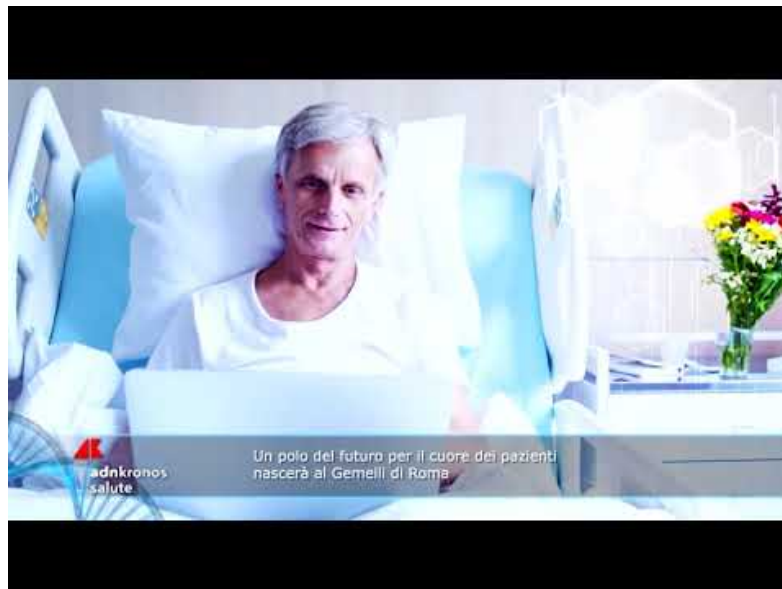 adnkronos
salute
Un polo del futuro per il cuore dei pazienti
nascerà al Gemelli di Roma